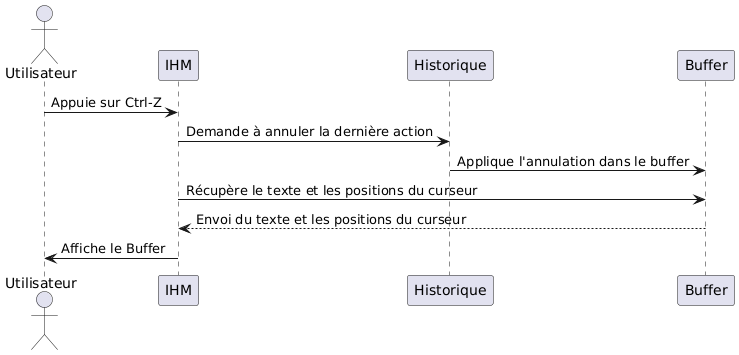 Utilisateur
IHM
Historique
Buffer
Appuie sur Ctrl-Z
Demande à annuler la dernière action
Applique l'annulation dans le buffer
Récupère le texte et les positions du curseur
Envoi du texte et les positions du curseur
Affiche le Buffer
Utilisateur
IHM
Historique
Buffer